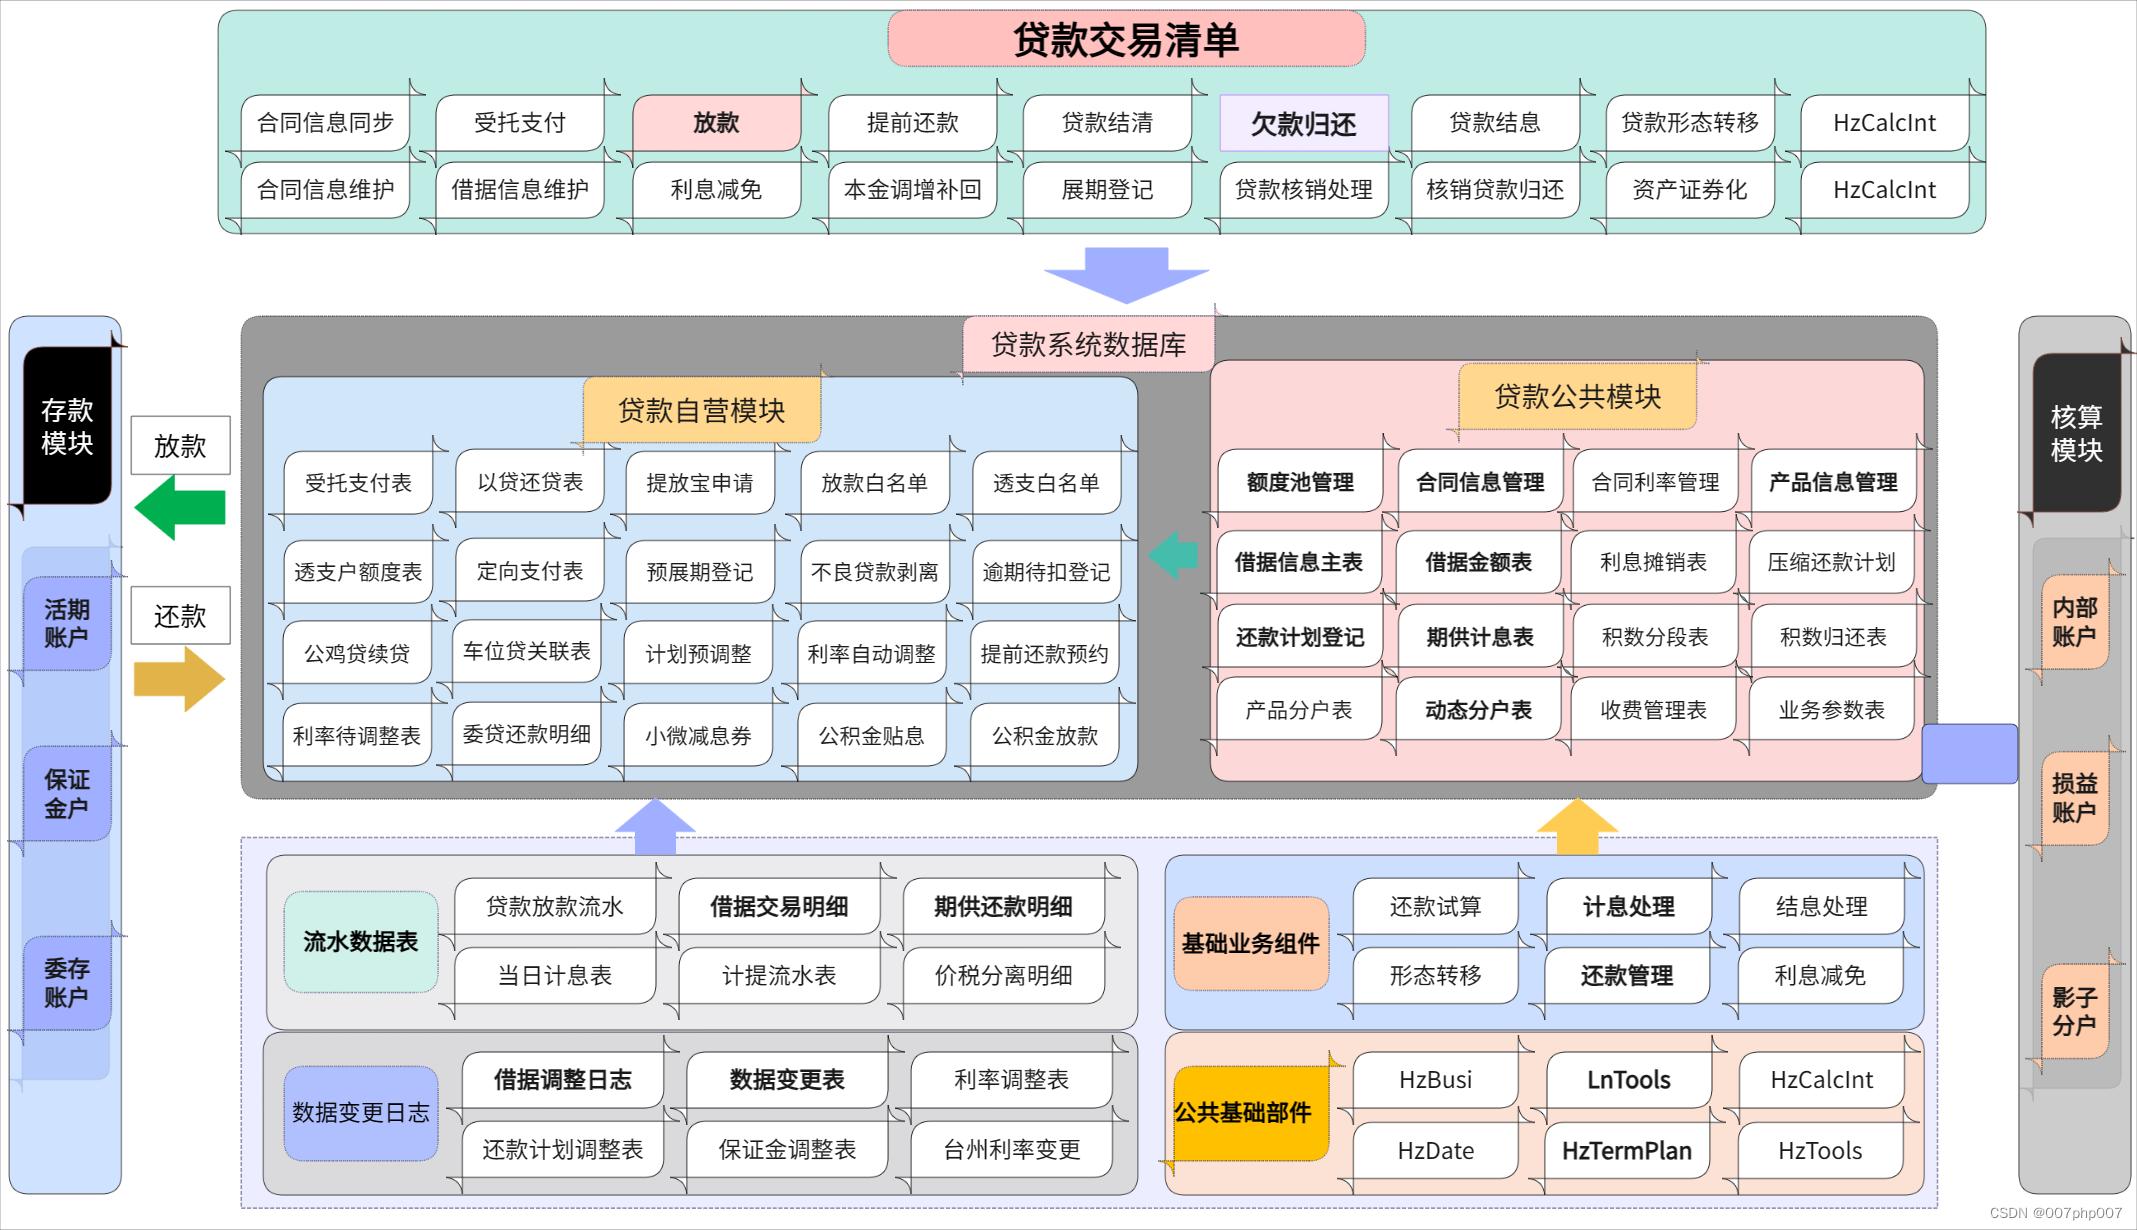 贷款交易清单
合同信息同步
受托支付
放款
提前还款
贷款结清
欠款归还
贷款结息
贷款形态转移
HzCalcInt
合同信息维护
借据信息维护
利息减免
本金调增补回
展期登记
贷款核销处理
核销贷款归还
资产证券化
HzCalcInt
存款
模块
活期
账户
保证
金户
委存
账户
放款
还款
贷款系统数据库
贷款自营模块
受托支付表
以贷还贷表
提放宝申请
放款白名单
透支白名单
透支户额度表
定向支付表
预展期登记
不良贷款剥离
逾期待扣登记
公鸡贷续贷
车位贷关联表
计划预调整
利率自动调整
提前还款预约
利率待调整表
委贷还款明细
小微减息券
公积金贴息
公积金放款
贷款公共模块
额度池管理
合同信息管理
合同利率管理
产品信息管理
借据信息主表
借据金额表
利息摊销表
压缩还款计划
还款计划登记
期供计息表
积数分段表
积数归还表
产品分户表
动态分户表
收费管理表
业务参数表
核算
模块
内部
账户
损益
账户
影子
分户
流水数据表
贷款放款流水
借据交易明细
期供还款明细
当日计息表
计提流水表
价税分离明细
数据变更日志
借据调整日志
数据变更表
利率调整表
还款计划调整表
保证金调整表
台州利率变更
基础业务组件
还款试算
计息处理
结息处理
形态转移
还款管理
利息减免
公共基础部件
HzBusi
LnTools
HzCalcInt
HzDate
HzTermPlan
HzTools
CSDN @007php007